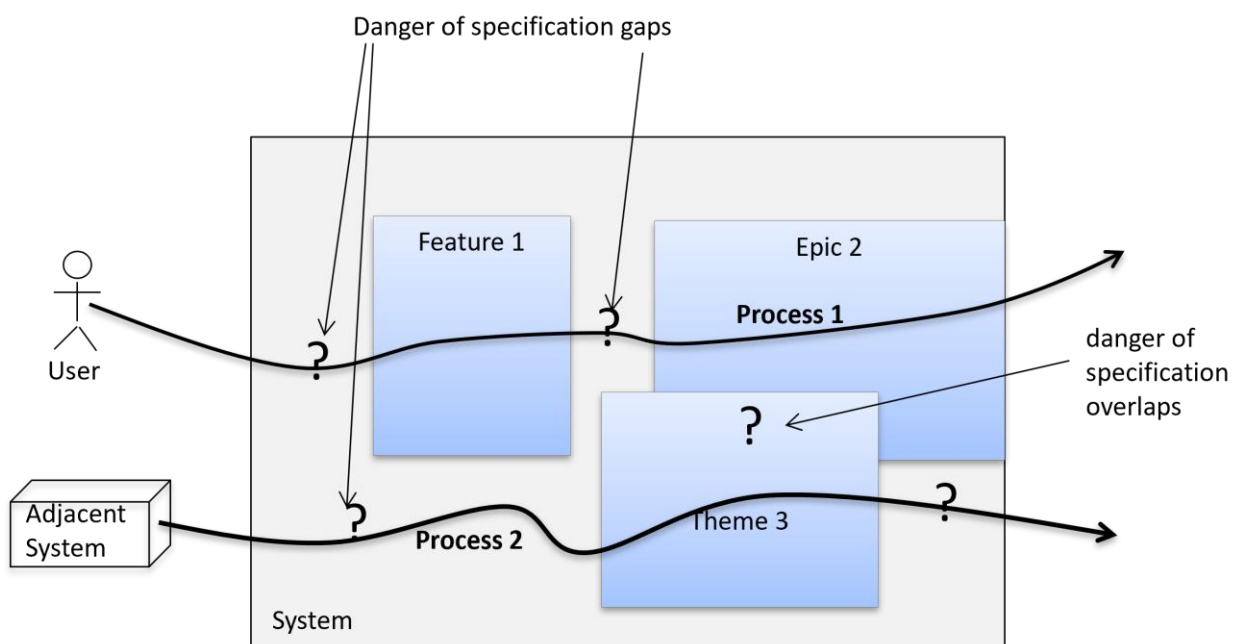 Danger of specification gaps
Feature 1
Epic 2
?
Process 1
?
User
danger of
specification
overlaps
?
Adjacent
System
?
Process 2
Theme 3
?
System